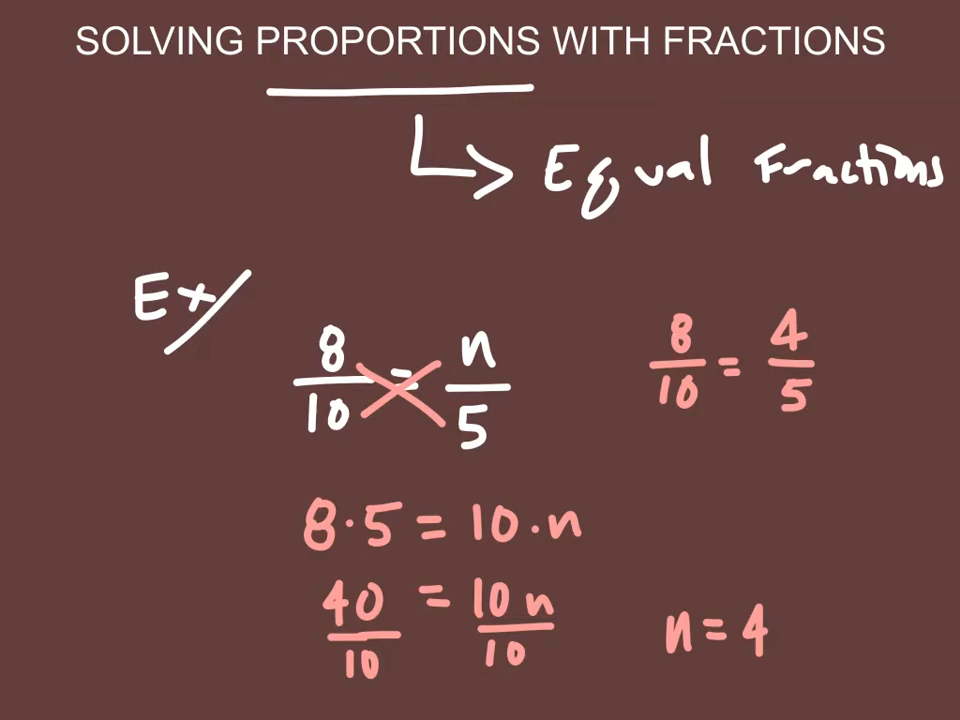 SOLVING PROPORTIONS WITH FRACTIONS
Equal Fractions
Ex/
8/10 = n/5
8/10 = 4/5
8·5 = 10·n
40/10 = 10n/10
n = 4